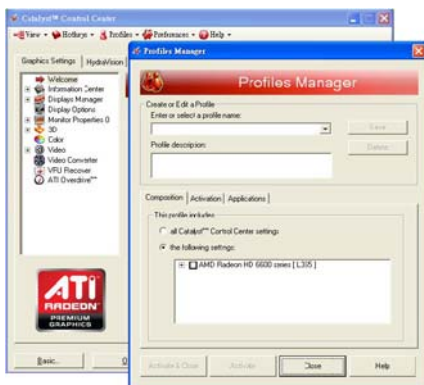 Catalyst™ Control Center
View Hotkeys Profiles Preferences Help
Graphics Settings HydraVision
Welcome
Information Center
Displays Manager
Display Options
Monitor Properties 0
3D
Color
Video
Video Converter
VPU Recover
ATI Overdrive™
ATI
RADEON
PREMIUM
GRAPHICS
Basic...
Profiles Manager
Profiles Manager
Create or Edit a Profile
Enter or select a profile name:
Save
Delete
Profile description:
Composition Activation Applications
This profile includes
all Catalyst™ Control Center settings
the following settings:
AMD Radeon HD 6600 series
Activate & Close Activate Close Help